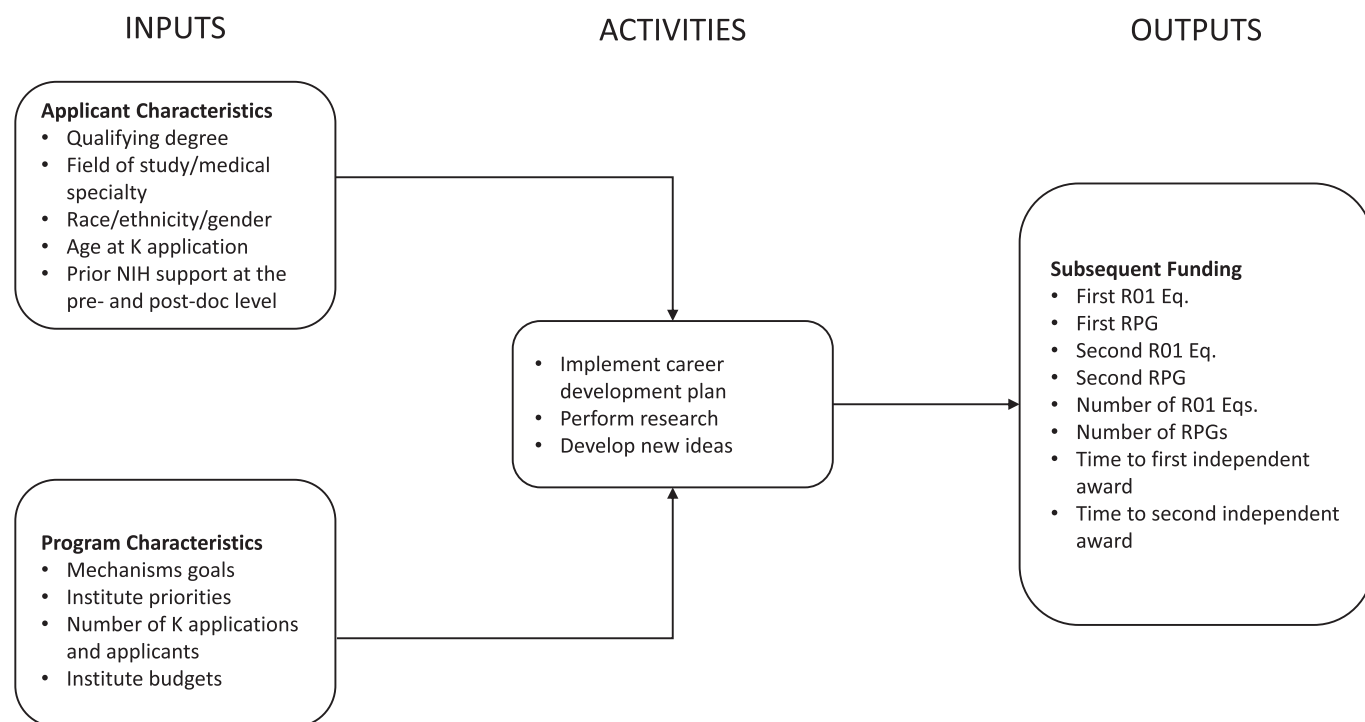 INPUTS
ACTIVITIES
OUTPUTS
Applicant Characteristics
• Qualifying degree
• Field of study/medical
specialty
• Race/ethnicity/gender
• Age at K application
• Prior NIH support at the
pre- and post-doc level
• Implement career
development plan
• Perform research
• Develop new ideas
Subsequent Funding
• First R01 Eq.
• First RPG
• Second R01 Eq.
• Second RPG
• Number of R01 Eqs.
• Number of RPGs
• Time to first independent
award
• Time to second independent
award
Program Characteristics
• Mechanisms goals
• Institute priorities
• Number of K applications
and applicants
• Institute budgets